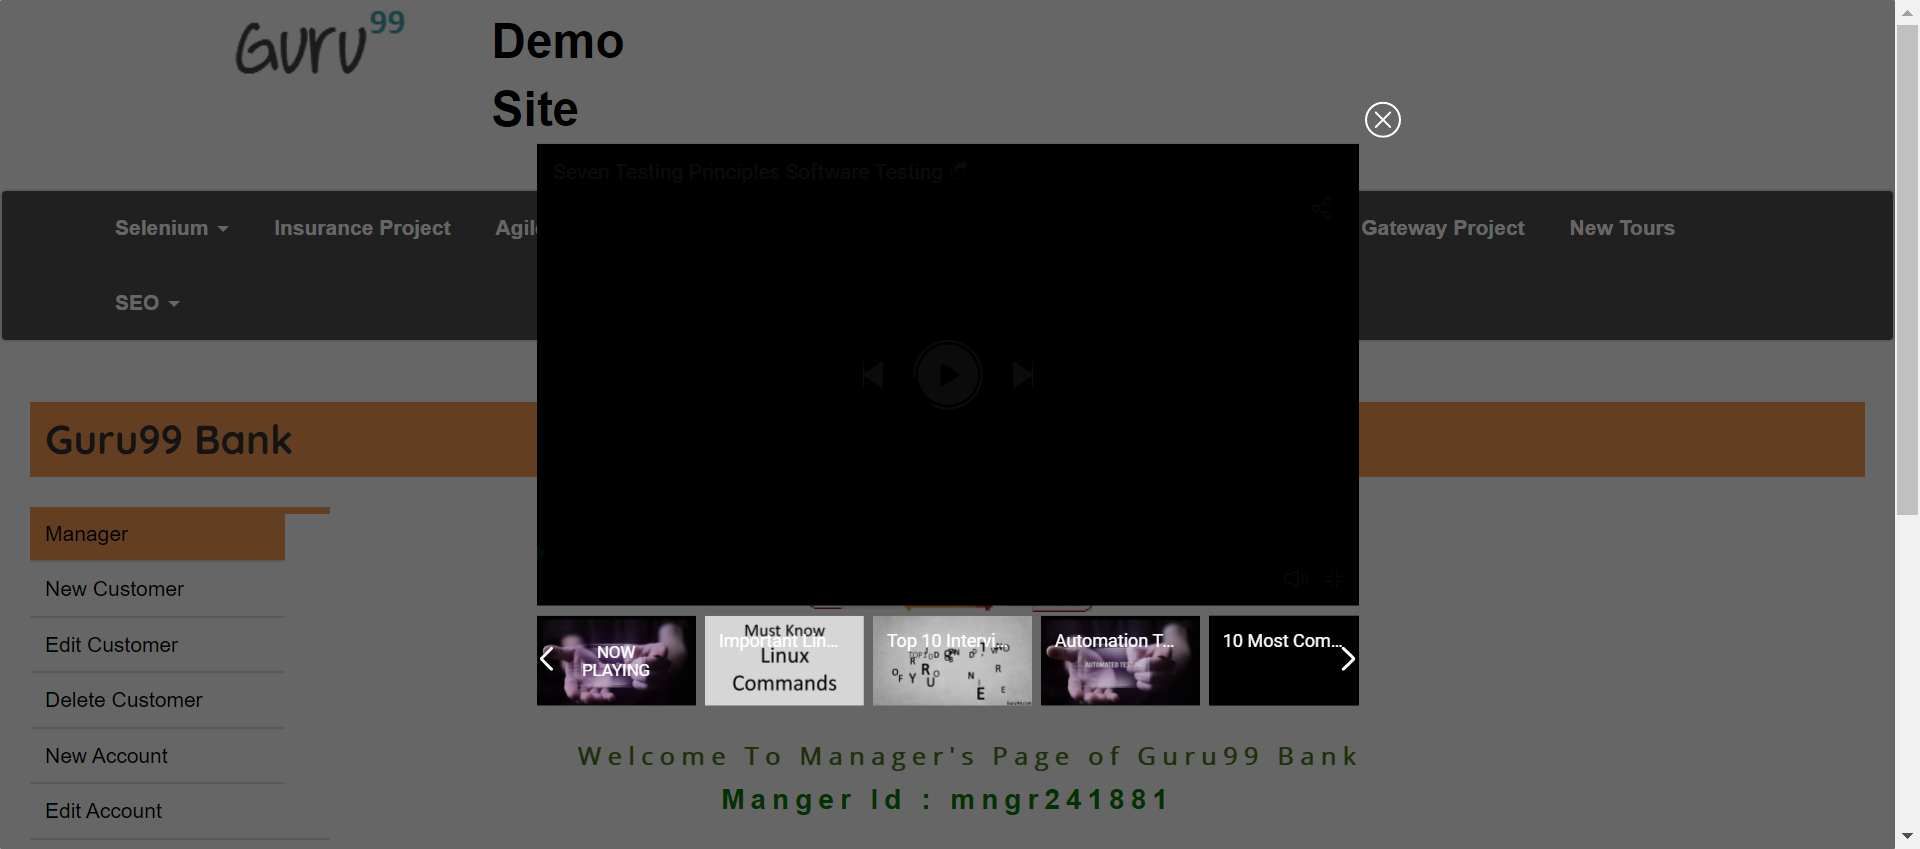 Guru99
Demo
Site
Selenium
Insurance Project
Agil
Gateway Project
New Tours
SEO
Seven Testing Principles Software Testing
Guru99 Bank
Manager
New Customer
Edit Customer
Delete Customer
New Account
Edit Account
NOW
PLAYING
Important Lin...
Must Know
Linux
Commands
Top 10 Intervi...
Automation T...
AUTOMATED TESTING
10 Most Com...
Welcome To Manager's Page of Guru99 Bank
Manger Id : mngr241881